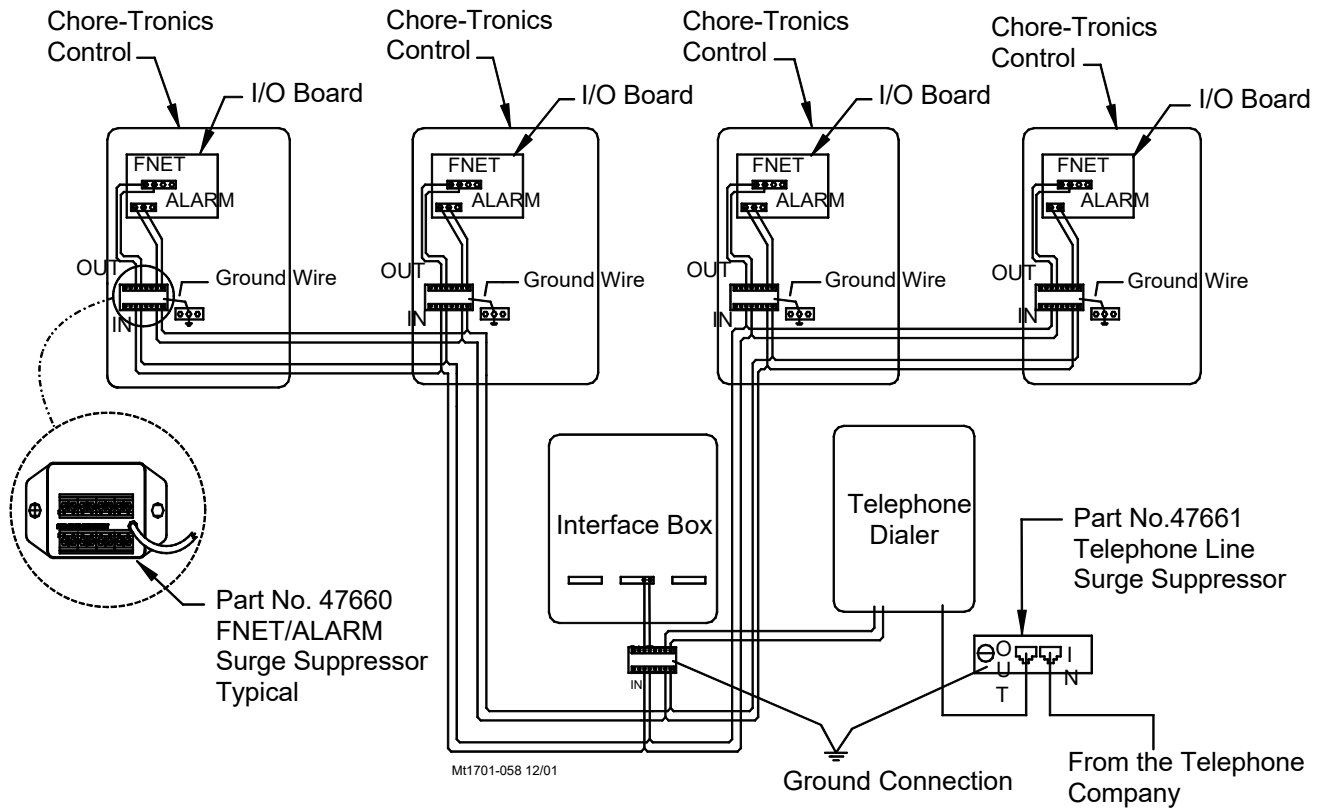 Chore-Tronics
Control
I/O Board
FNET
ALARM
OUT
IN
Ground Wire
Chore-Tronics
Control
I/O Board
FNET
ALARM
OUT
IN
Ground Wire
Chore-Tronics
Control
I/O Board
FNET
ALARM
OUT
IN
Ground Wire
Chore-Tronics
Control
I/O Board
FNET
ALARM
OUT
IN
Ground Wire
Part No. 47660
FNET/ALARM
Surge Suppressor
Typical
Interface Box
IN
Telephone
Dialer
Part No.47661
Telephone Line
Surge Suppressor
OUT
IN
Ground Connection
From the Telephone
Company
Mt1701-058 12/01